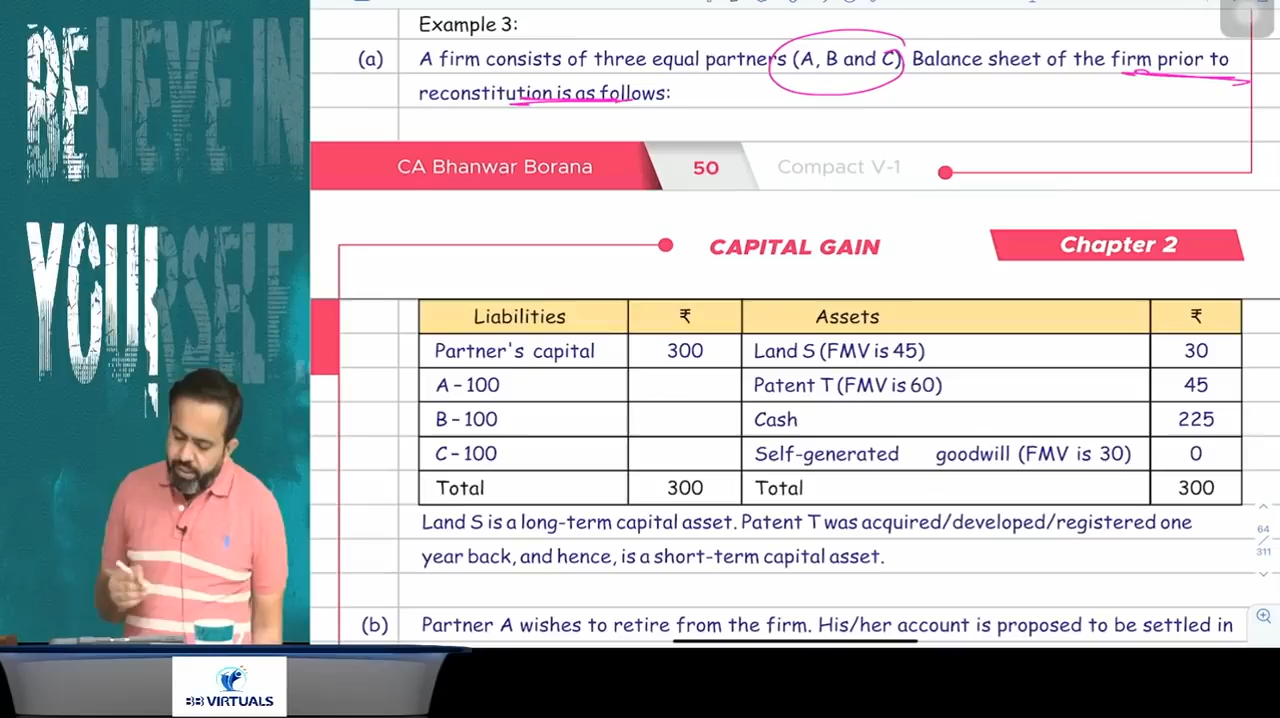 BELIEVE IN
YOURSELF.
Example 3:
(a) A firm consists of three equal partners (A, B and C) Balance sheet of the firm prior to
reconstitution is as follows:
CA Bhanwar Borana 50 Compact V-1
CAPITAL GAIN Chapter 2
Liabilities ₹ Assets ₹
Partner's capital 300 Land S (FMV is 45) 30
A - 100 Patent T (FMV is 60) 45
B - 100 Cash 225
C - 100 Self-generated goodwill (FMV is 30) 0
Total 300 Total 300
Land S is a long-term capital asset. Patent T was acquired/developed/registered one
year back, and hence, is a short-term capital asset.
64
/
311
(b) Partner A wishes to retire from the firm. His/her account is proposed to be settled in
BB VIRTUALS